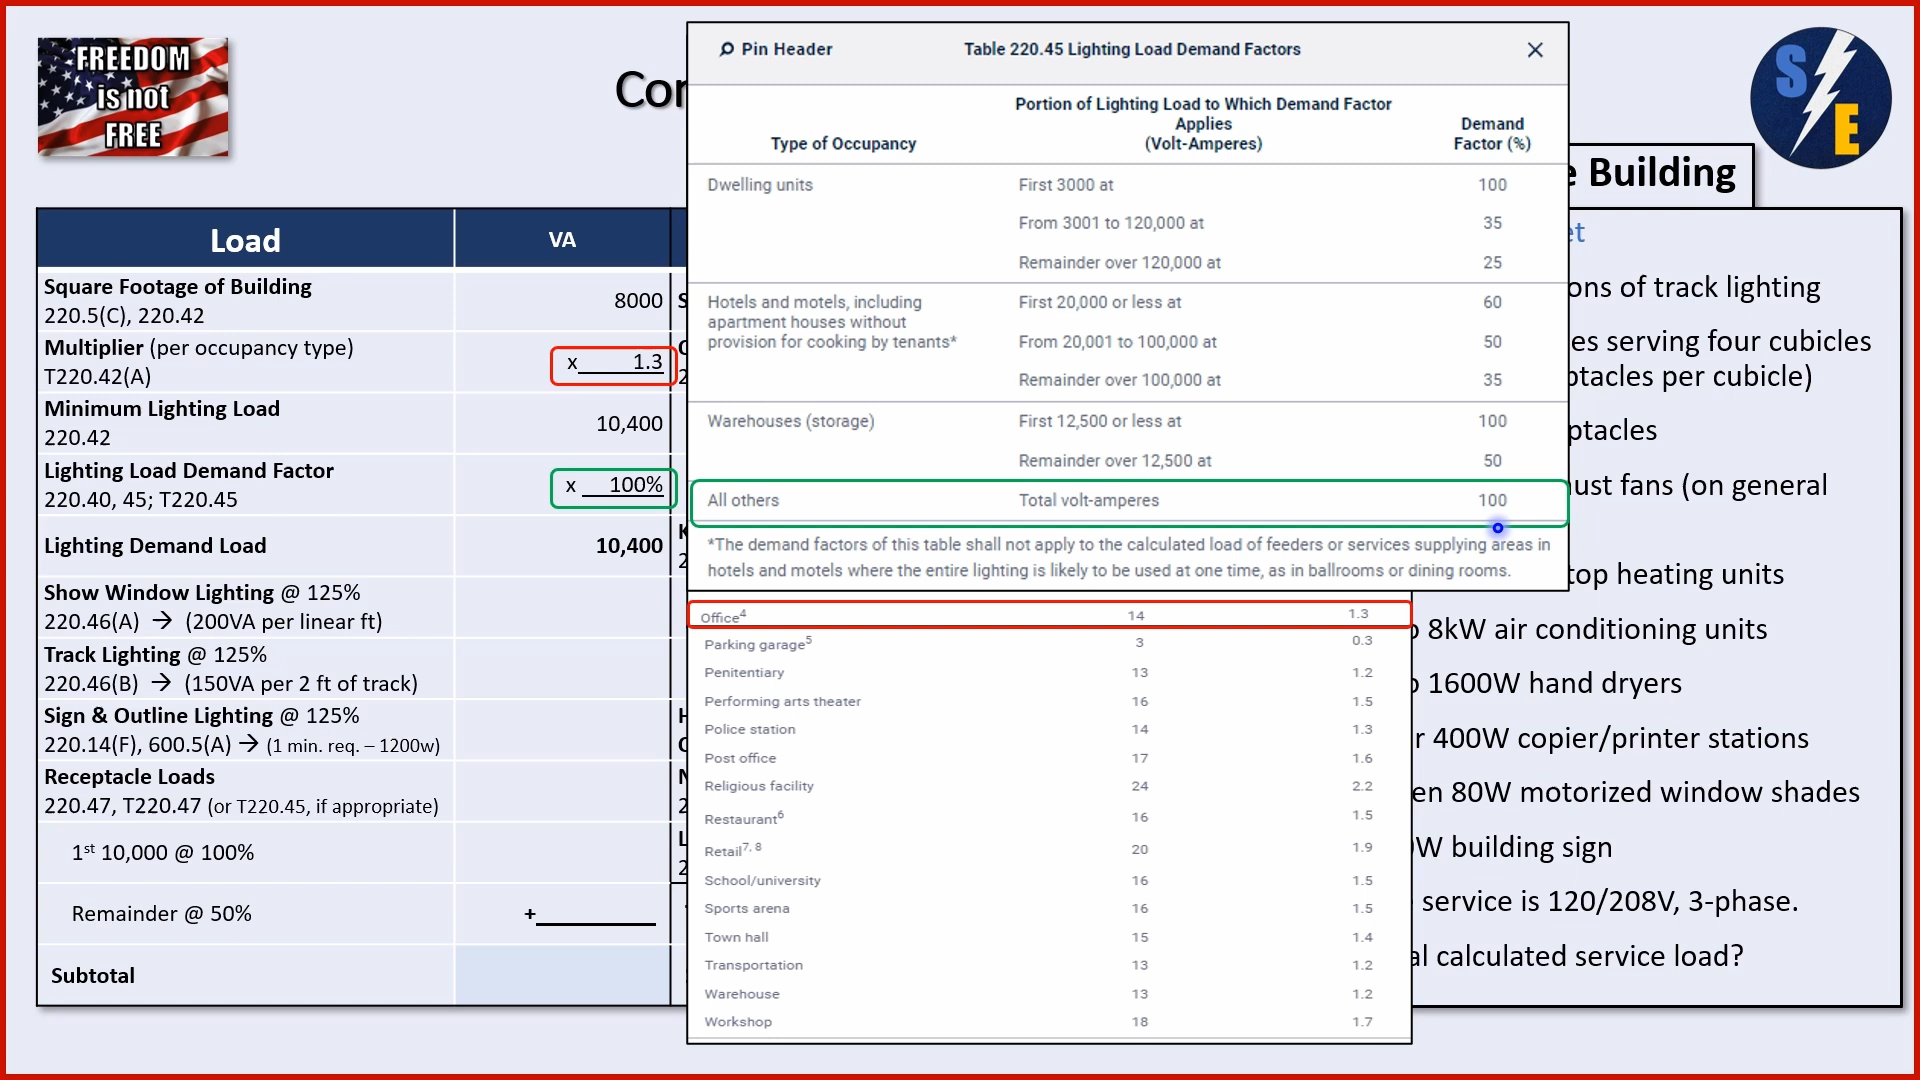 FREEDOM
is not
FREE
S
E
Building
Load
VA
Square Footage of Building
220.5(C), 220.42
8000
Multiplier (per occupancy type)
T220.42(A)
x 1.3
Minimum Lighting Load
220.42
10,400
Lighting Load Demand Factor
220.40, 45; T220.45
x 100%
Lighting Demand Load
10,400
Show Window Lighting @ 125%
220.46(A) → (200VA per linear ft)
Track Lighting @ 125%
220.46(B) → (150VA per 2 ft of track)
Sign & Outline Lighting @ 125%
220.14(F), 600.5(A) → (1 min. req. – 1200w)
Receptacle Loads
220.47, T220.47 (or T220.45, if appropriate)
1st 10,000 @ 100%
Remainder @ 50%
+
Subtotal
Pin Header
Table 220.45 Lighting Load Demand Factors
Type of Occupancy
Portion of Lighting Load to Which Demand Factor
Applies
(Volt-Amperes)
Demand
Factor (%)
Dwelling units
First 3000 at
100
From 3001 to 120,000 at
35
Remainder over 120,000 at
25
Hotels and motels, including
apartment houses without
provision for cooking by tenants*
First 20,000 or less at
60
From 20,001 to 100,000 at
50
Remainder over 100,000 at
35
Warehouses (storage)
First 12,500 or less at
100
Remainder over 12,500 at
50
All others
Total volt-amperes
100
*The demand factors of this table shall not apply to the calculated load of feeders or services supplying areas in
hotels and motels where the entire lighting is likely to be used at one time, as in ballrooms or dining rooms.
Office4 14 1.3
Parking garage5 3 0.3
Penitentiary 13 1.2
Performing arts theater 16 1.5
Police station 14 1.3
Post office 17 1.6
Religious facility 24 2.2
Restaurant6 16 1.5
Retail7, 8 20 1.9
School/university 16 1.5
Sports arena 16 1.5
Town hall 15 1.4
Transportation 13 1.2
Warehouse 13 1.2
Workshop 18 1.7
of track lighting
serving four cubicles
per cubicle)
fans (on general
heating units
8kW air conditioning units
1600W hand dryers
400W copier/printer stations
80W motorized window shades
building sign
service is 120/208V, 3-phase.
calculated service load?